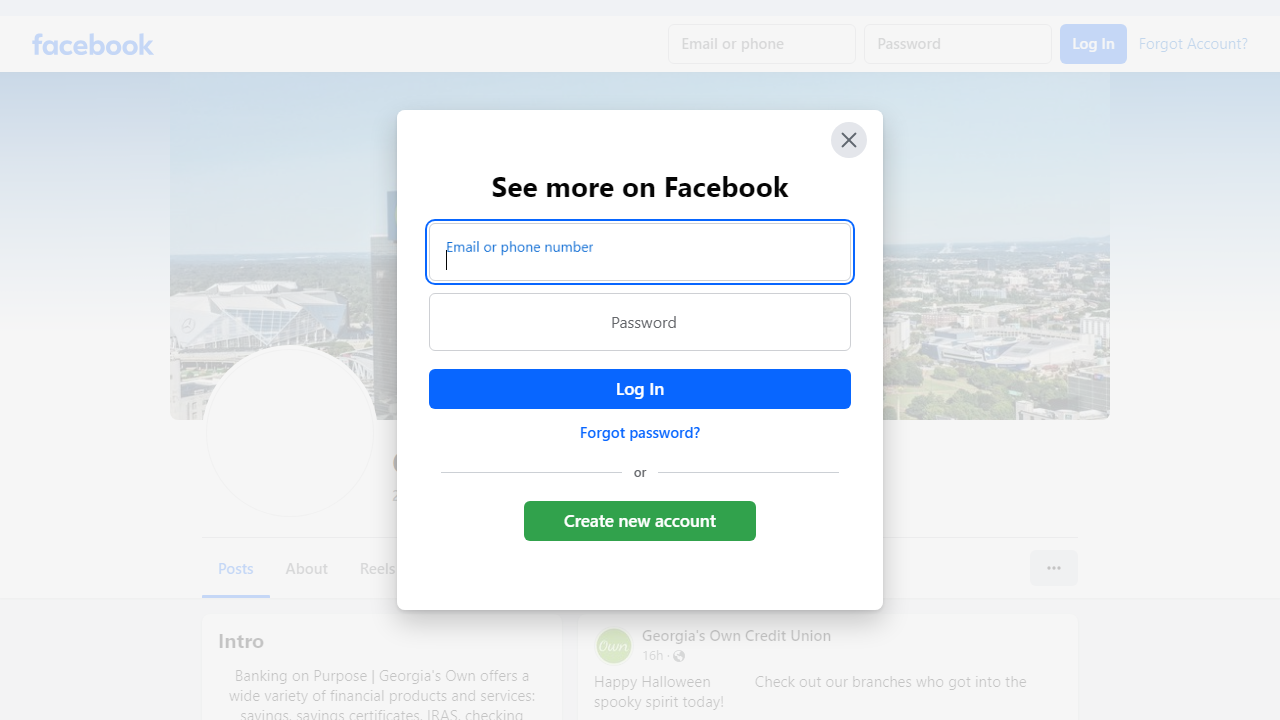 facebook
Email or phone
Password
Log In
Forgot Account?
See more on Facebook
Email or phone number
Password
Log In
Forgot password?
or
Create new account
Posts
About
Reels
Intro
Banking on Purpose | Georgia's Own offers a
wide variety of financial products and services:
savings, savings certificates, IRAS, checking
Own
Georgia's Own Credit Union
16h ·
Happy Halloween Check out our branches who got into the
spooky spirit today!